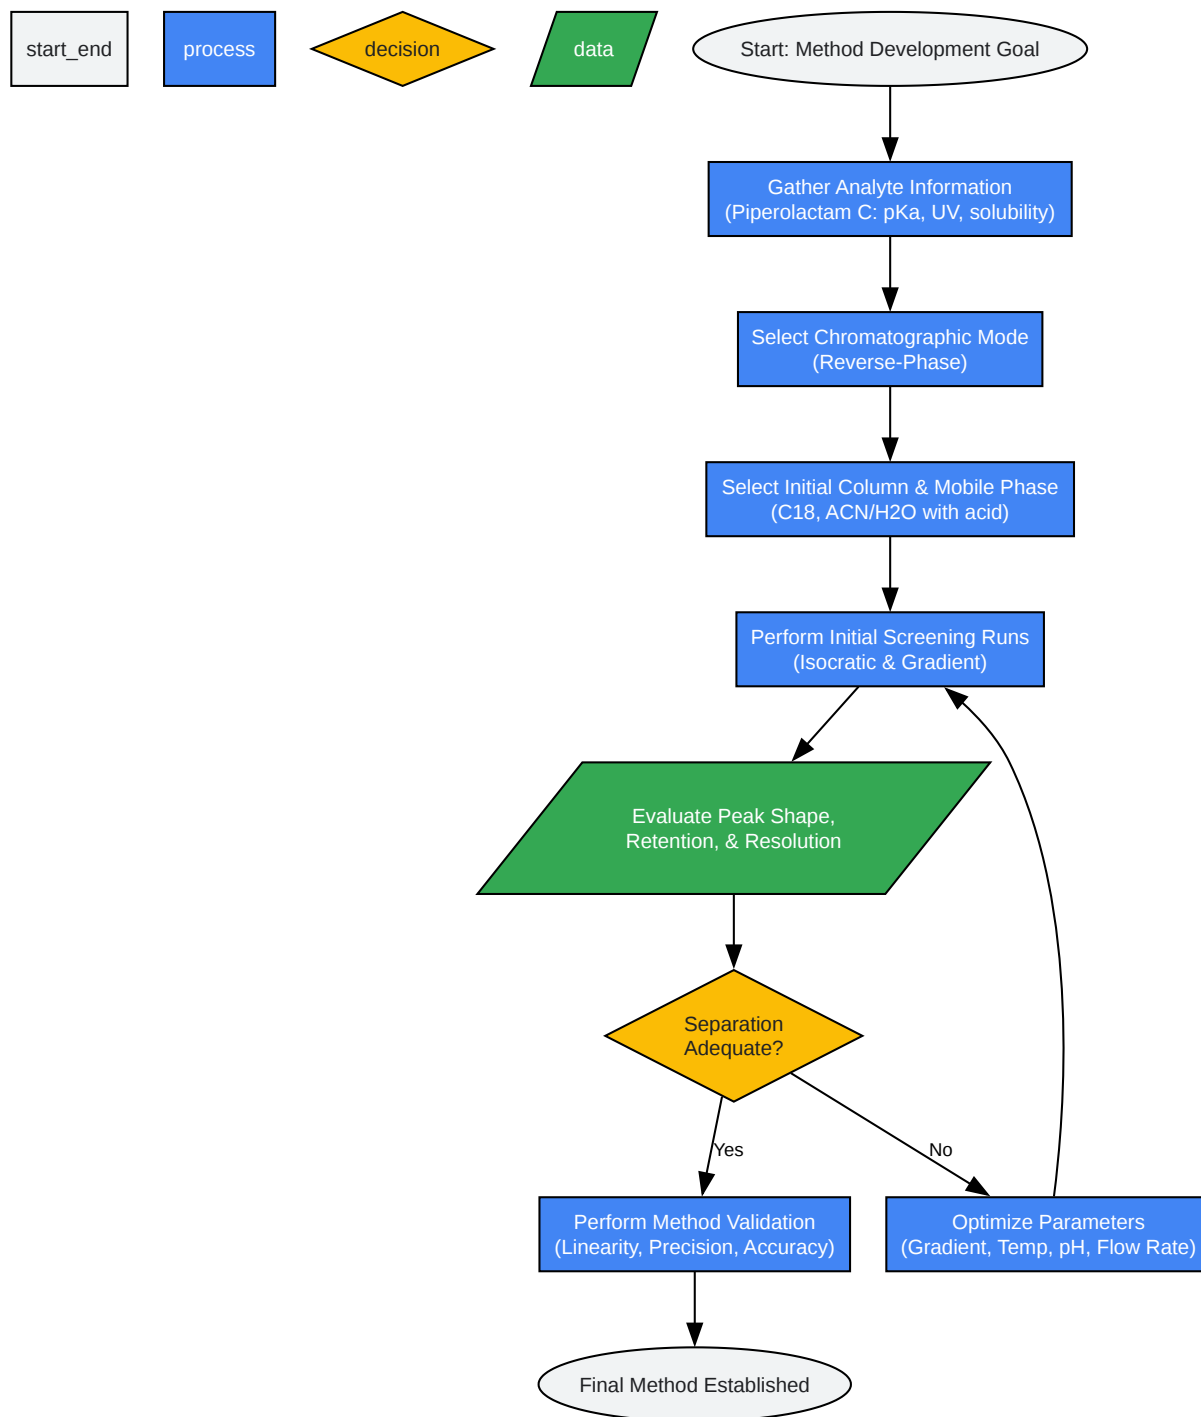 start_end
process
decision
data
Start: Method Development Goal
Gather Analyte Information
(Piperolactam C: pKa, UV, solubility)
Select Chromatographic Mode
(Reverse-Phase)
Select Initial Column & Mobile Phase
(C18, ACN/H2O with acid)
Perform Initial Screening Runs
(Isocratic & Gradient)
Evaluate Peak Shape,
Retention, & Resolution
Separation
Adequate?
Yes
No
Perform Method Validation
(Linearity, Precision, Accuracy)
Optimize Parameters
(Gradient, Temp, pH, Flow Rate)
Final Method Established